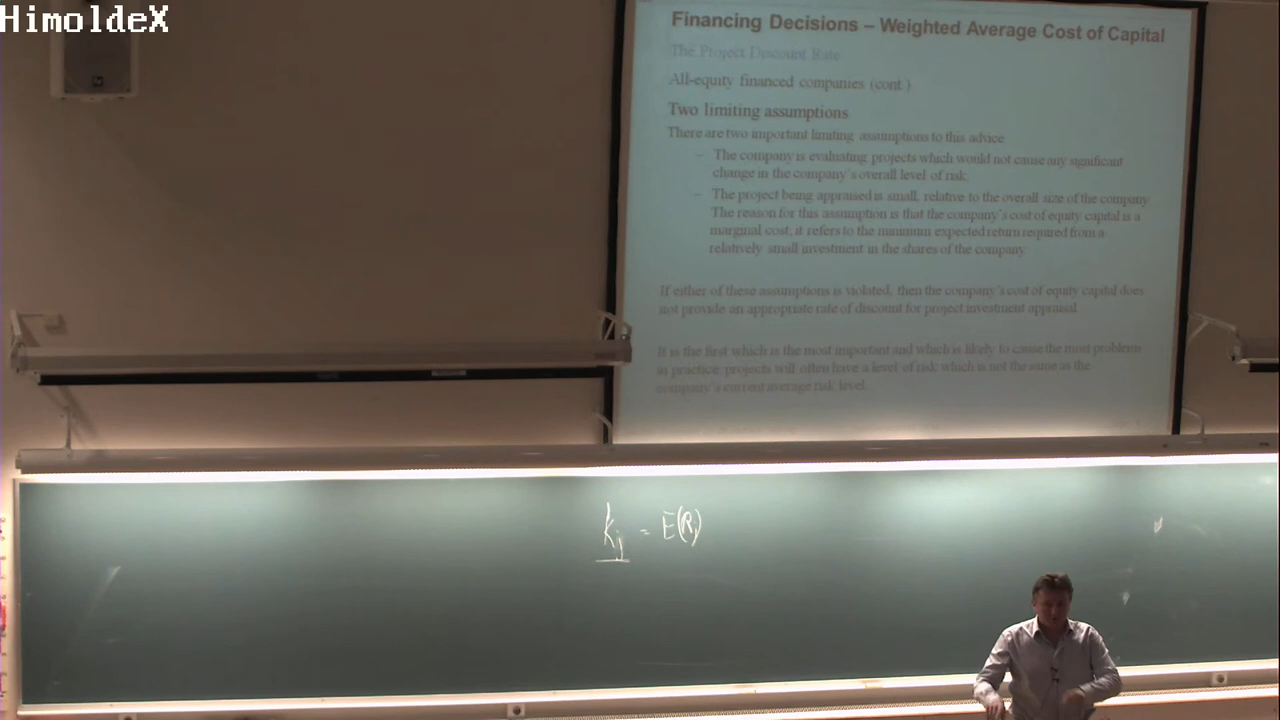 HimoldeX
Financing Decisions – Weighted Average Cost of Capital
The Project Discount Rate
All-equity financed companies (cont.)
Two limiting assumptions
There are two important limiting assumptions to this advice
– The company is evaluating projects which would not cause any significant
change in the company's overall level of risk.
– The project being appraised is small, relative to the overall size of the company.
The reason for this assumption is that the company's cost of equity capital is a
marginal cost, it refers to the minimum expected return required from a
relatively small investment in the shares of the company.
If either of these assumptions is violated, then the company's cost of equity capital does
not provide an appropriate rate of discount for project investment appraisal.
It is the first which is the most important and which is likely to cause the most problems
in practice; projects will often have a level of risk which is not the same as the
company's current average risk level.
kj = E(Rj)